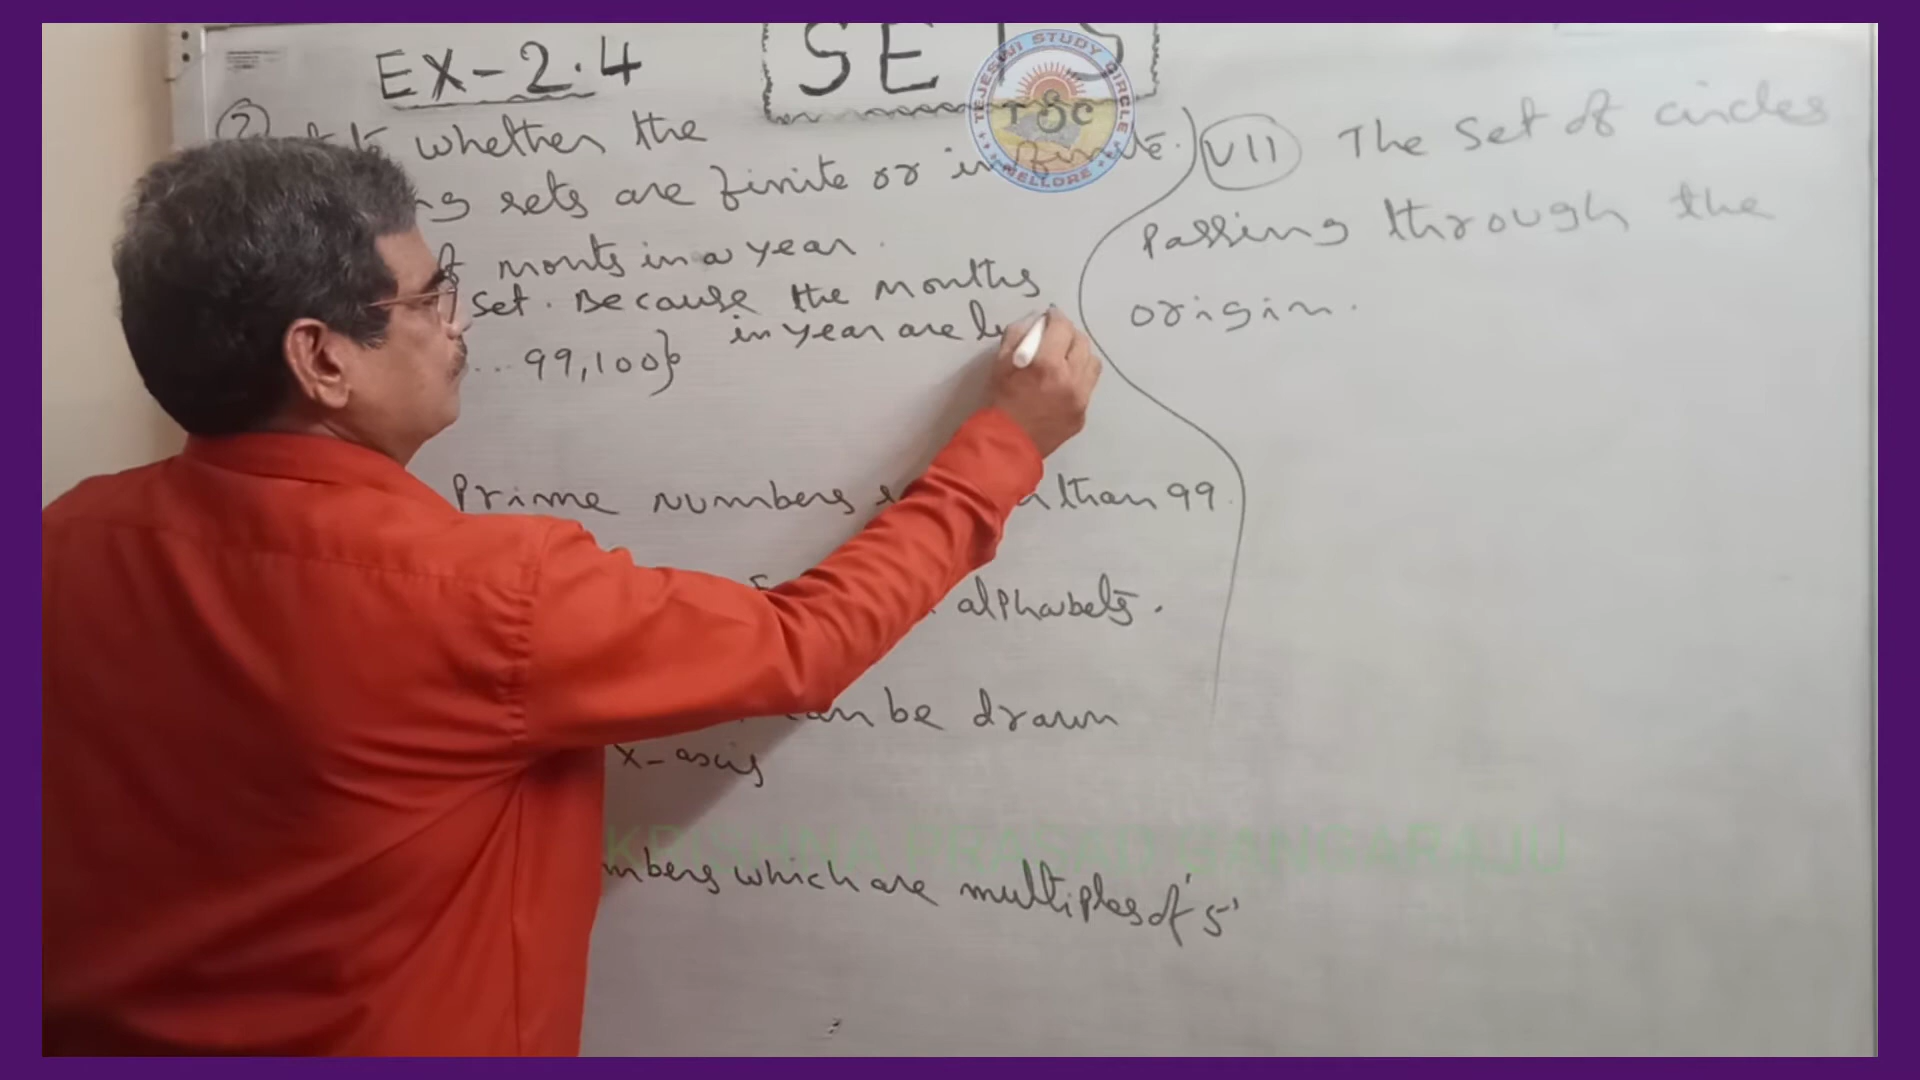 EX-2.4
SETS
② whether the
sets are finite or infinite.
monts in a year.
set. Because the months
in year are
... 99,100}
Prime numbers than 99
alphabets.
can be drawn
x-axis
which are multiples of '5'
VII The set of circles
passing through the
origin.
TEJESWI STUDY CIRCLE
TSC
NELLORE
KRISHNA PRASAD GANGARAJU